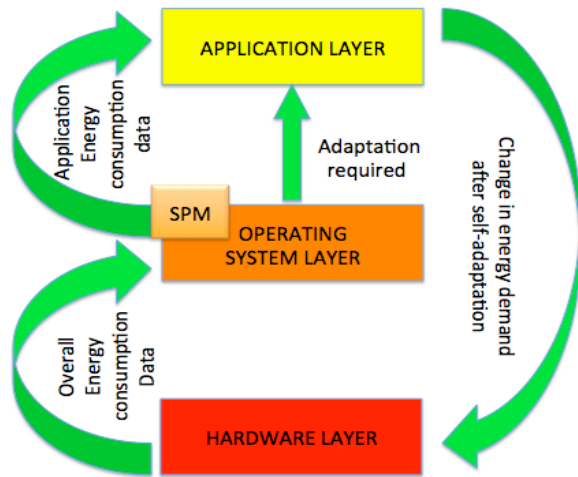 APPLICATION LAYER
Application
Energy
consumption
data
Adaptation
required
Change in energy demand
after self-adaptation
SPM
OPERATING
SYSTEM LAYER
Overall
Energy
consumption
Data
HARDWARE LAYER